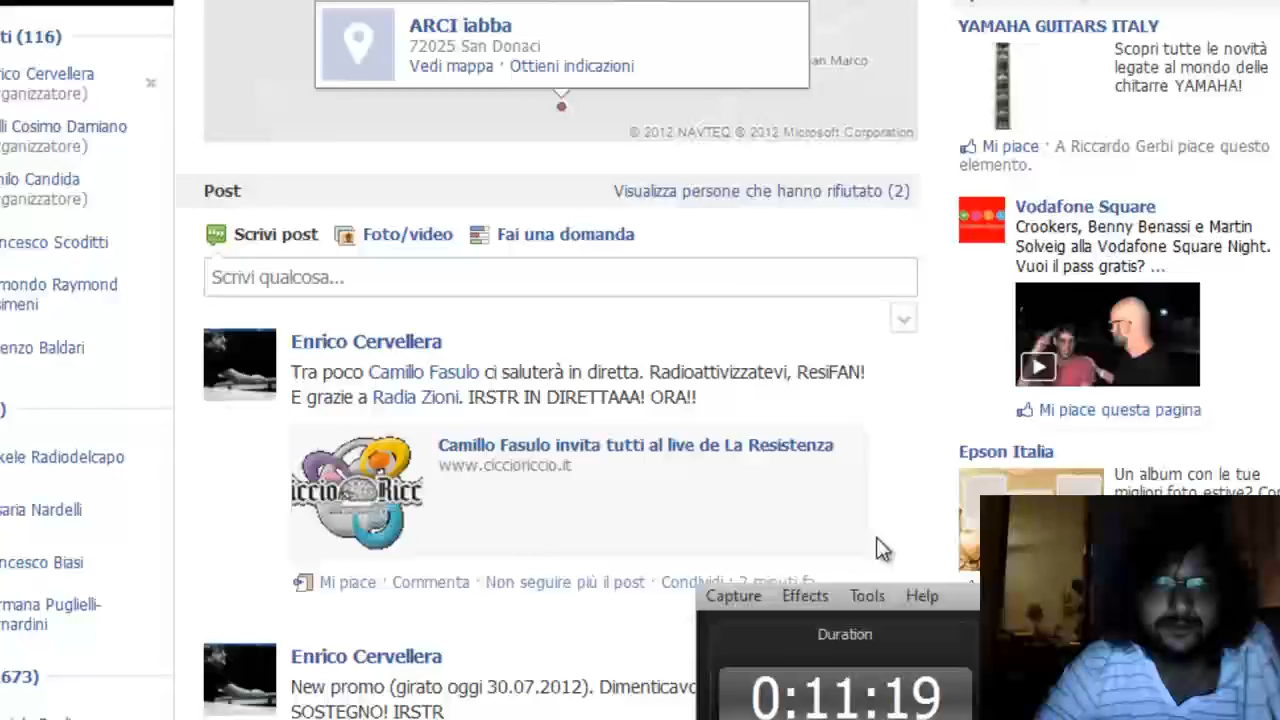 ti (116)
rico Cervellera
ganizzatore)
lli Cosimo Damiano
ganizzatore)
nilo Candida
ganizzatore)
ncesco Scoditti
mondo Raymond
simeni
enzo Baldari
)
kele Radiodelcapo
saria Nardelli
ncesco Biasi
rmana Puglielli-
nardini
673)
ARCI iabba
72025 San Donaci
Vedi mappa · Ottieni indicazioni
an Marco
© 2012 NAVTEQ © 2012 Microsoft Corporation
Post
Visualizza persone che hanno rifiutato (2)
Scrivi post
Foto/video
Fai una domanda
Scrivi qualcosa...
Enrico Cervellera
Tra poco Camillo Fasulo ci saluterà in diretta. Radioattivizzatevi, ResiFAN!
E grazie a Radia Zioni. IRSTR IN DIRETTAAA! ORA!!
iccio Ricc
Camillo Fasulo invita tutti al live de La Resistenza
www.ciccioriccio.it
Mi piace · Commenta · Non seguire più il post · Condividi · 2 minuti fa
Enrico Cervellera
New promo (girato oggi 30.07.2012). Dimenticavo
SOSTEGNO! IRSTR
YAMAHA GUITARS ITALY
Scopri tutte le novità
legate al mondo delle
chitarre YAMAHA!
Mi piace · A Riccardo Gerbi piace questo
elemento.
Vodafone Square
Crookers, Benny Benassi e Martin
Solveig alla Vodafone Square Night.
Vuoi il pass gratis? ...
Mi piace questa pagina
Epson Italia
Un album con le tue
migliori foto estive? Co
Capture Effects Tools Help
Duration
0:11:19